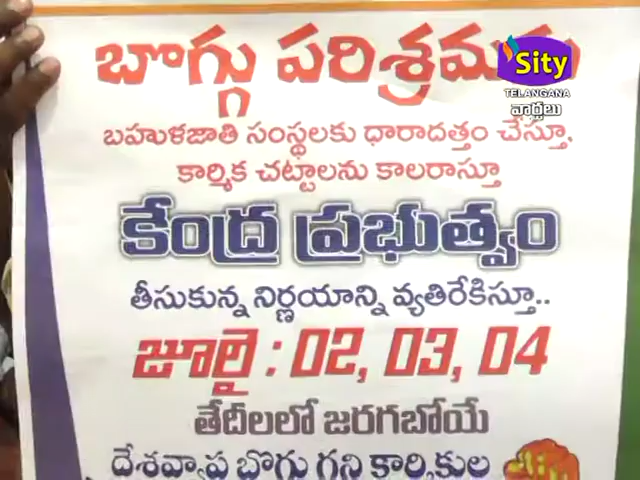 బొగ్గు పరిశ్రమను
Sity
TELANGANA
వార్తలు
బహుళజాతి సంస్థలకు ధారాదత్తం చేస్తూ,
కార్మిక చట్టాలను కాలరాస్తూ
కేంద్ర ప్రభుత్వం
తీసుకున్న నిర్ణయాన్ని వ్యతిరేకిస్తూ..
జూలై : 02, 03, 04
తేదీలలో జరగబోయే
దేశవ్యాప్త బొగ్గు గని కార్మికుల